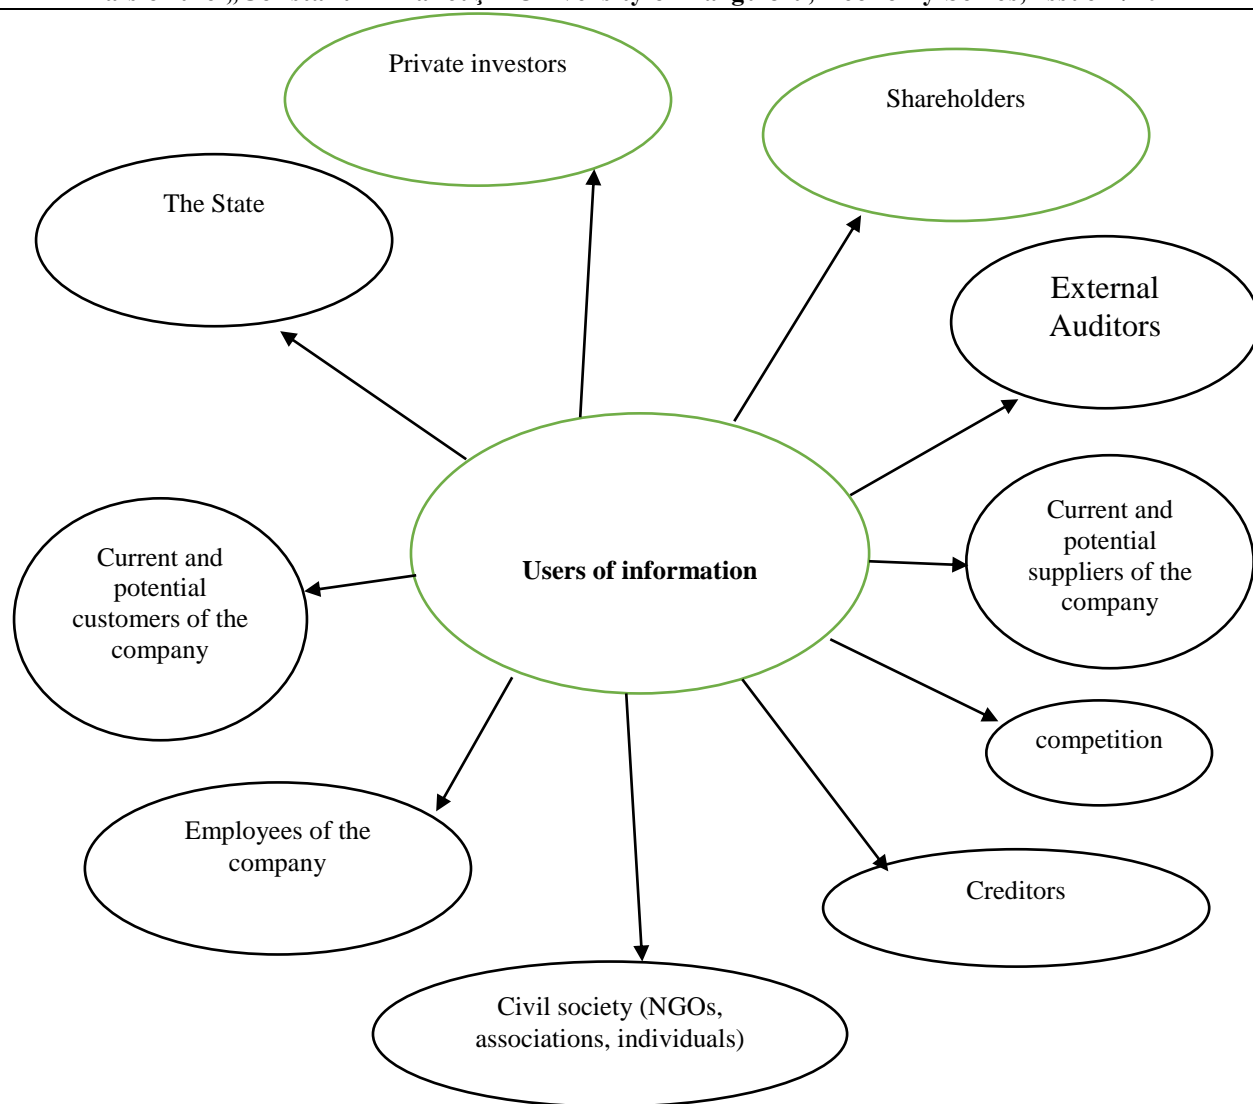 Private investors
Shareholders
The State
External
Auditors
Current and
potential
suppliers of the
company
Users of information
Current and
potential
customers of the
company
competition
Employees of the
company
Creditors
Civil society (NGOs,
associations, individuals)